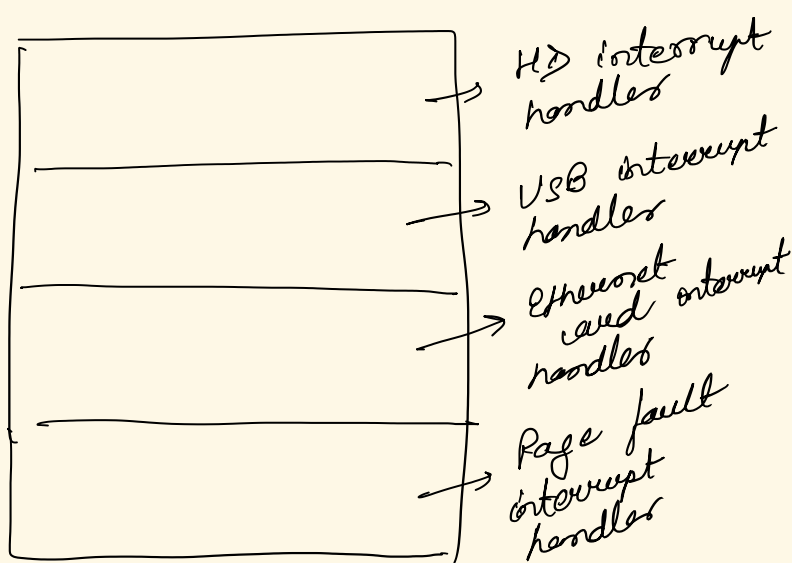 HD interrupt
handler
USB interrupt
handler
Ethernet
card interrupt
handler
Page fault
interrupt
handler